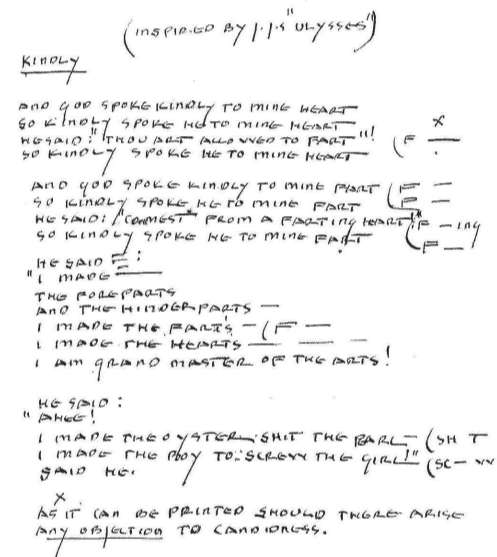 (INSPIRED BY J.J.'S "ULYSSES")
KINDLY
AND GOD SPOKE KINDLY TO MINE HEART
SO KINDLY SPOKE HE TO MINE HEART
HE SAID: "THOU ART ALLOWED TO FART"! (F —
SO KINDLY SPOKE HE TO MINE HEART
AND GOD SPOKE KINDLY TO MINE FART (F —
SO KINDLY SPOKE HE TO MINE FART (F —
HE SAID: "COMMEST FROM A FARTING HEART!" (F — ING
SO KINDLY SPOKE HE TO MINE FART (F —
HE SAID :
"I MADE
THE FOREPARTS
AND THE HINDERPARTS —
I MADE THE FARTS — (F —
I MADE THE HEARTS —
I AM GRAND MASTER OF THE ARTS!
HE SAID :
"AHEE!
I MADE THE OYSTER SHIT THE PARL — (SH T
I MADE THE BOY TO SCREW THE GIRL!" (SC— W
SAID HE.
X
AS IT CAN BE PRINTED SHOULD THERE ARISE
ANY OBJECTION TO CANDIDNESS.